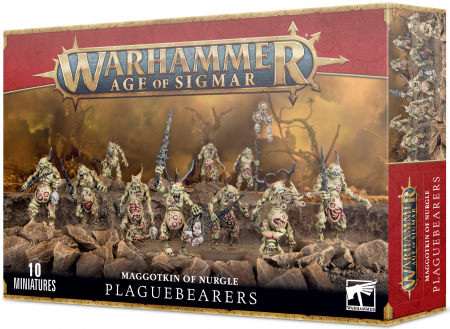 WARHAMMER
AGE OF SIGMAR
10
MINIATURES
MAGGOTKIN OF NURGLE
PLAGUEBEARERS
WARHAMMER
WARHAMMER
AGE OF SIGMAR
MAGGOTKIN OF NURGLE
PLAGUEBEARERS